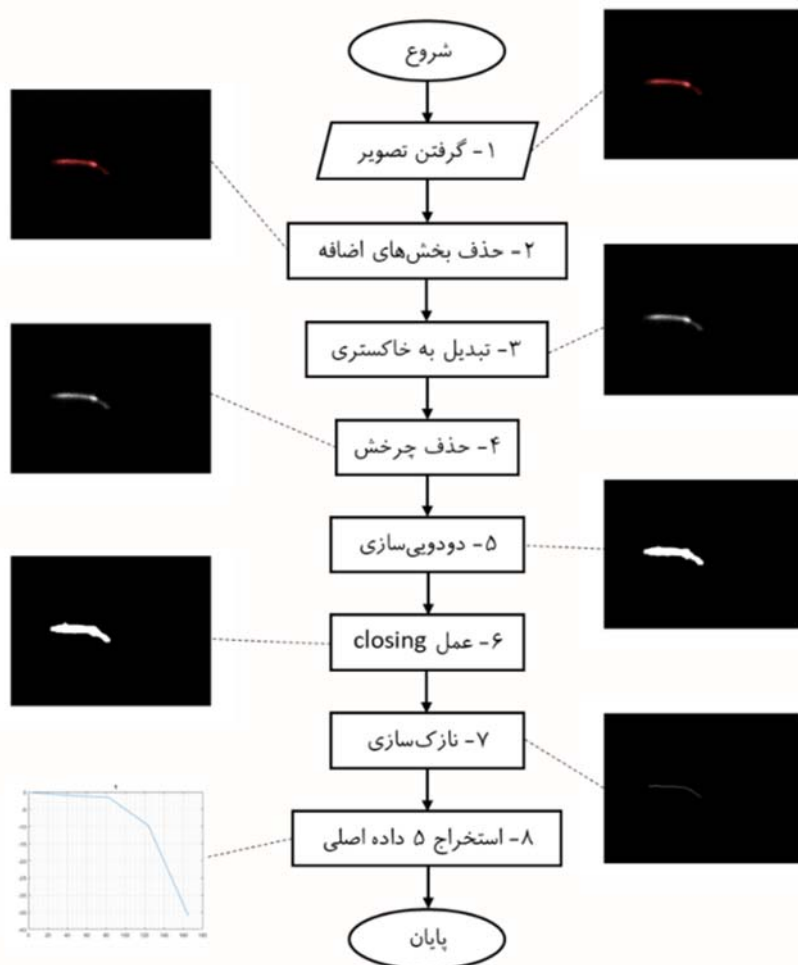 شروع
۱- گرفتن تصویر
۲- حذف بخش‌های اضافه
۳- تبدیل به خاکستری
۴- حذف چرخش
۵- دودویی‌سازی
۶- عمل closing
۷- نازک‌سازی
۸- استخراج ۵ داده اصلی
پایان